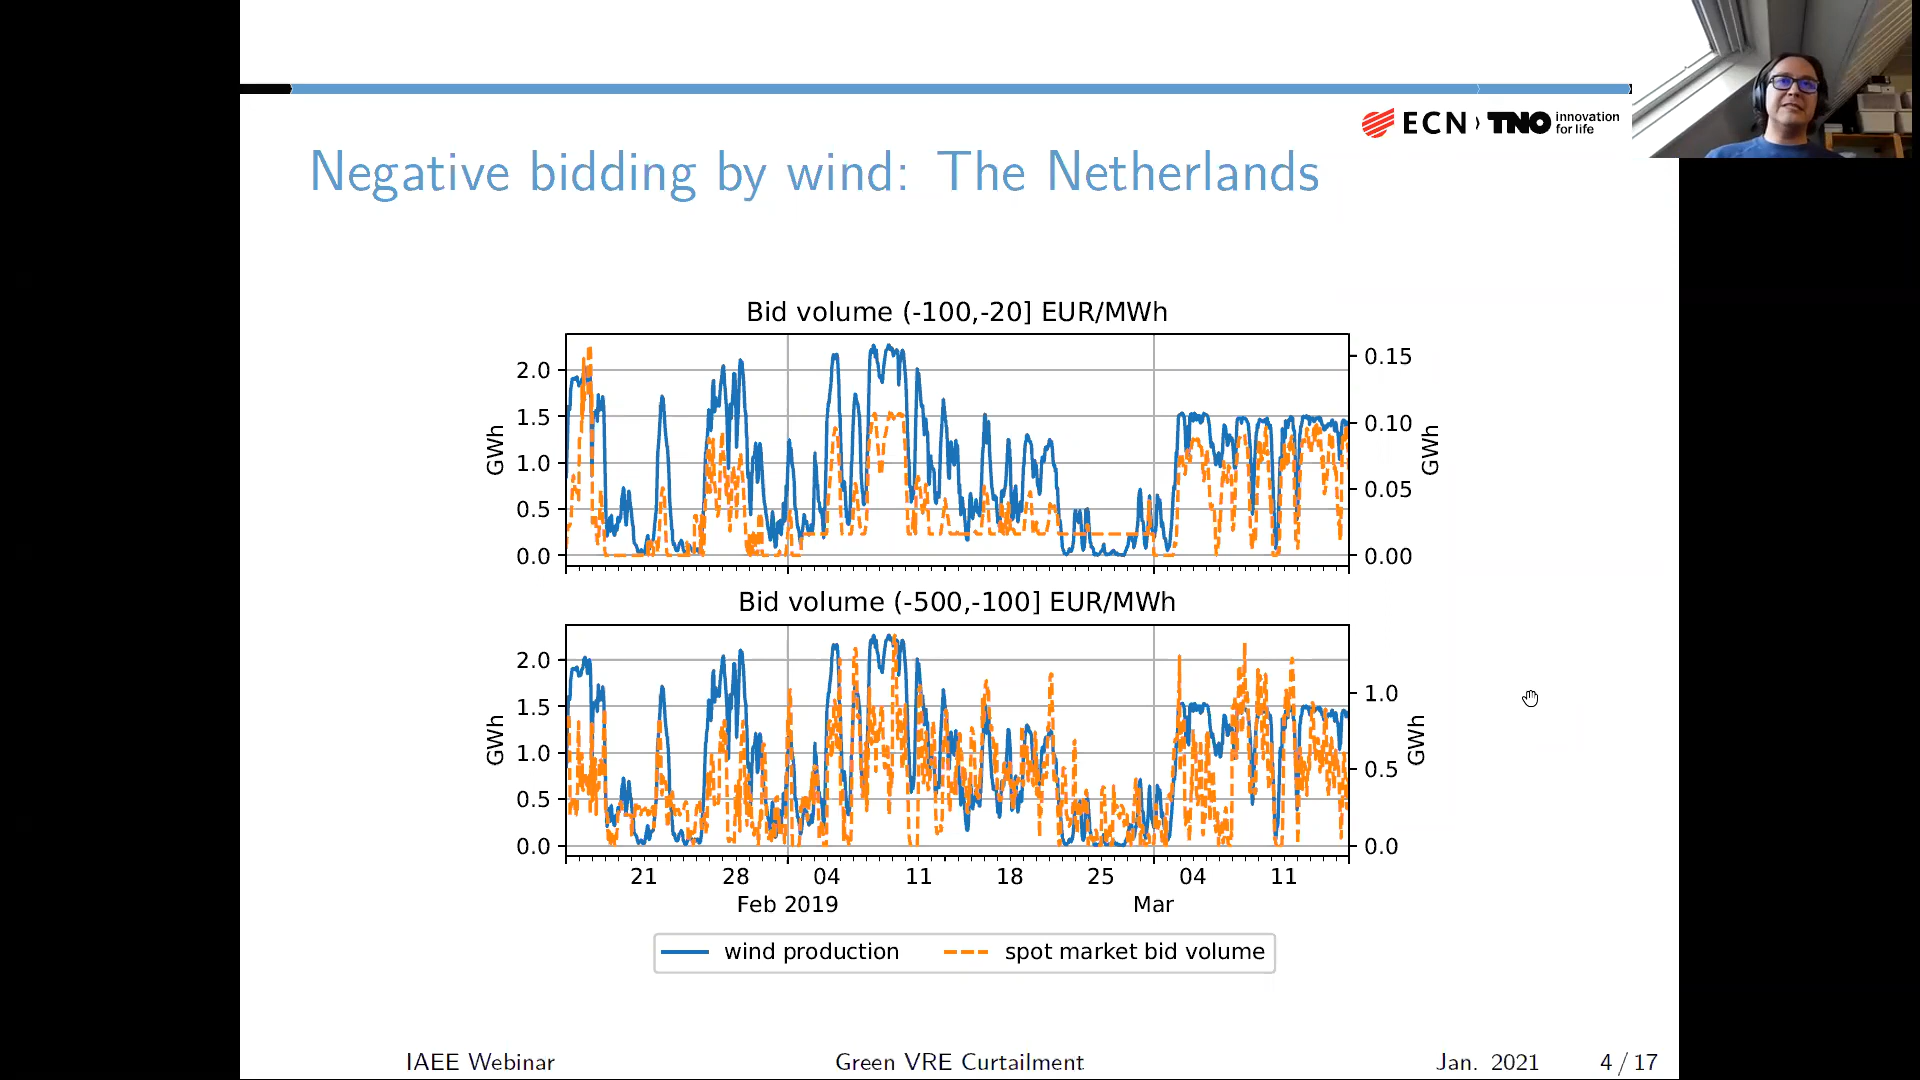 ECN › TNO innovation
for life
Negative bidding by wind: The Netherlands
Bid volume (-100,-20] EUR/MWh
2.0
1.5
1.0
0.5
0.0
GWh
0.15
0.10
0.05
0.00
GWh
Bid volume (-500,-100] EUR/MWh
2.0
1.5
1.0
0.5
0.0
GWh
1.0
0.5
0.0
GWh
21 28 04 11 18 25 04 11
Feb 2019 Mar
wind production spot market bid volume
IAEE Webinar Green VRE Curtailment Jan. 2021 4 / 17